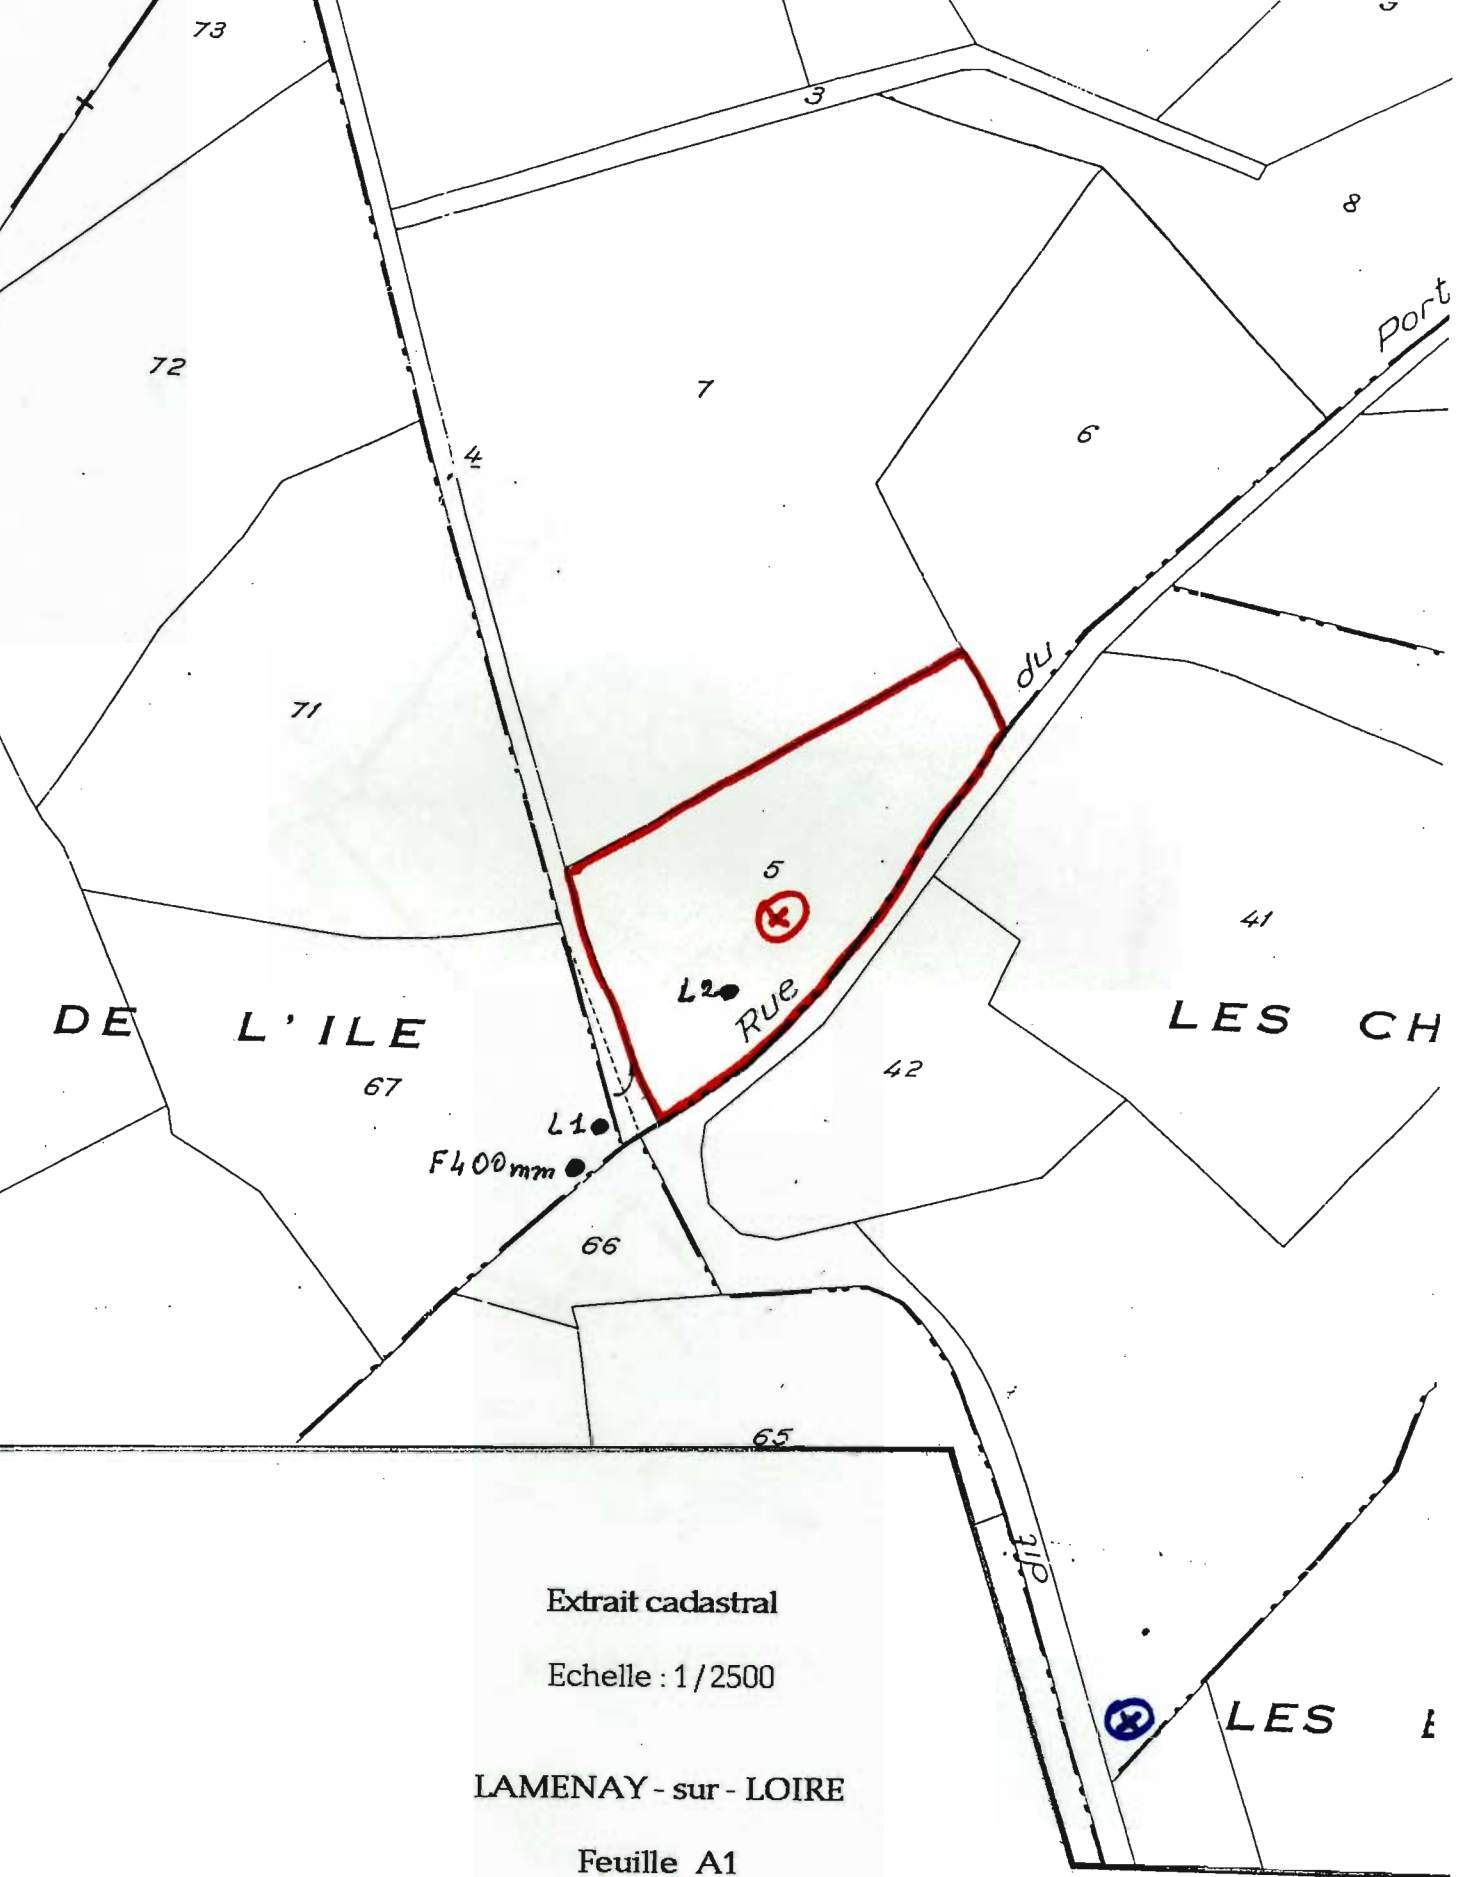 73
3
8
Port
72
7
6
4
du
71
5
41
L2
Rue
DE L'ILE
LES CH
67
42
L1
F400mm
66
65
dit
Extrait cadastral
Echelle : 1/2500
LES
LAMENAY - sur - LOIRE
Feuille A1